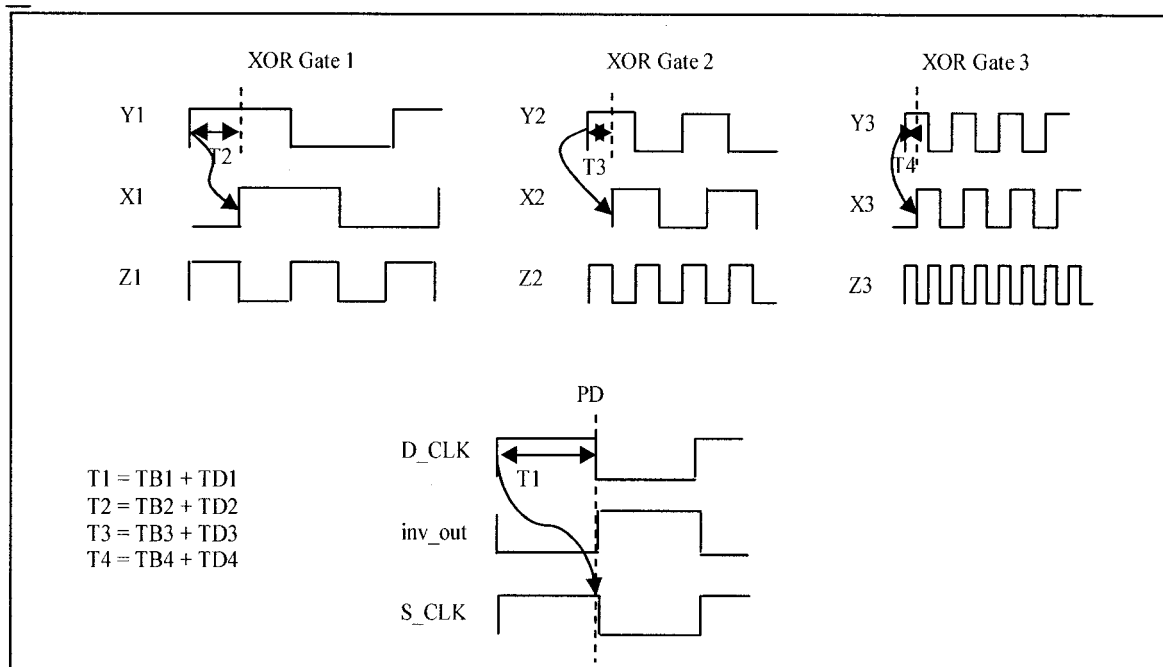 XOR Gate 1
XOR Gate 2
XOR Gate 3
Y1
T2
X1
Z1
Y2
T3
X2
Z2
Y3
T4
X3
Z3
PD
D_CLK
T1
inv_out
S_CLK
T1 = TB1 + TD1
T2 = TB2 + TD2
T3 = TB3 + TD3
T4 = TB4 + TD4